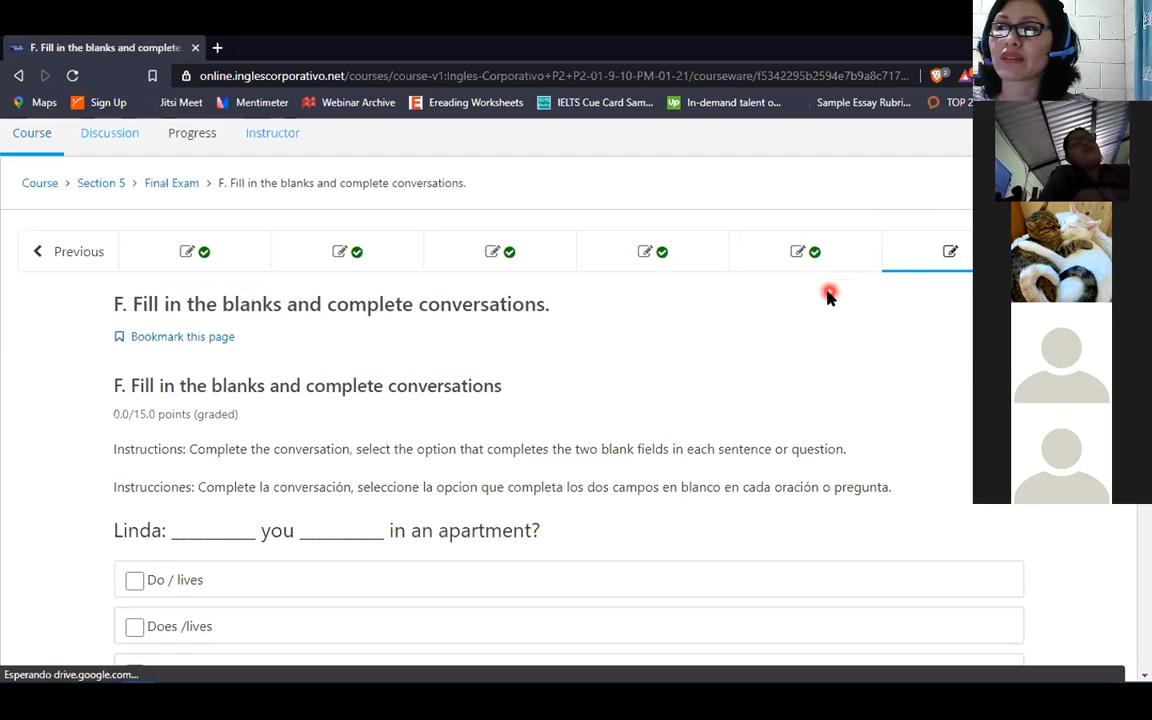 F. Fill in the blanks and complete
online.inglescorporativo.net/courses/course-v1:Ingles-Corporativo+P2+P2-01-9-10-PM-01-21/courseware/f5342295b2594e7b9a8c717...
2
Maps Sign Up Jitsi Meet Mentimeter Webinar Archive Ereading Worksheets IELTS Cue Card Sam... Up In-demand talent o... Sample Essay Rubri... TOP 2
Course Discussion Progress Instructor
Course > Section 5 > Final Exam > F. Fill in the blanks and complete conversations.
Previous
F. Fill in the blanks and complete conversations.
Bookmark this page
F. Fill in the blanks and complete conversations
0.0/15.0 points (graded)
Instructions: Complete the conversation, select the option that completes the two blank fields in each sentence or question.
Instrucciones: Complete la conversación, seleccione la opcion que completa los dos campos en blanco en cada oración o pregunta.
Linda: __________ you __________ in an apartment?
Do / lives
Does /lives
Esperando drive.google.com...